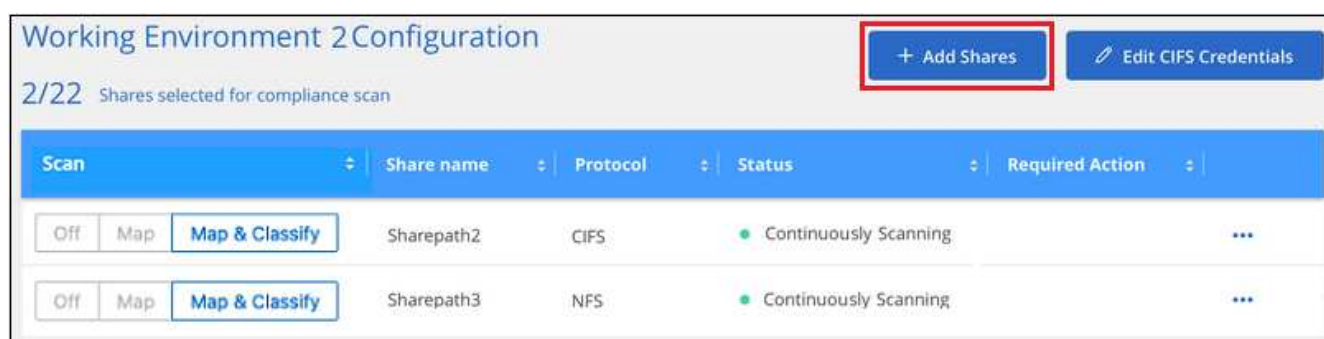 Working Environment 2 Configuration
+ Add Shares
Edit CIFS Credentials
2/22 Shares selected for compliance scan
Scan Share name Protocol Status Required Action
Off Map Map & Classify Sharepath2 CIFS Continuously Scanning
Off Map Map & Classify Sharepath3 NFS Continuously Scanning